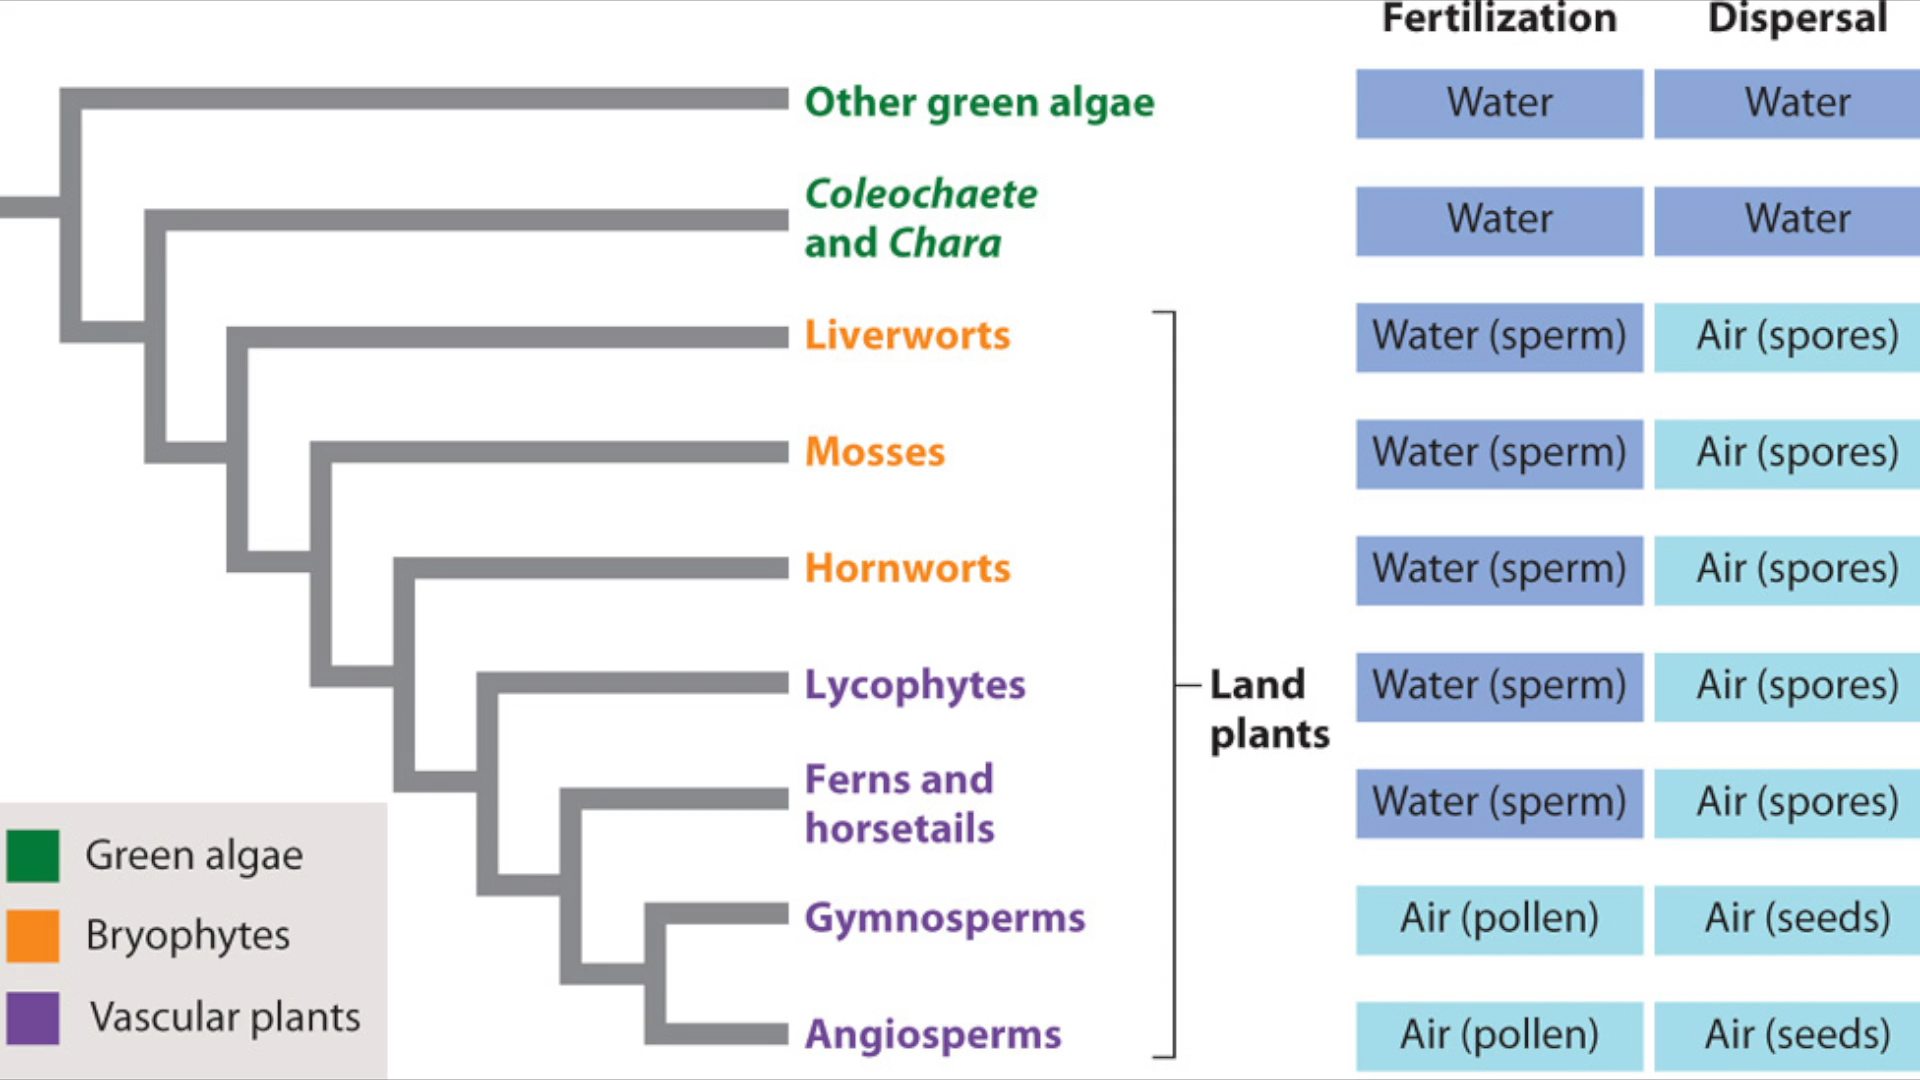 Fertilization Dispersal
Other green algae Water Water
Coleochaete
and Chara Water Water
Liverworts Water (sperm) Air (spores)
Mosses Water (sperm) Air (spores)
Hornworts Water (sperm) Air (spores)
Lycophytes Water (sperm) Air (spores)
Land
plants
Ferns and
horsetails Water (sperm) Air (spores)
Gymnosperms Air (pollen) Air (seeds)
Angiosperms Air (pollen) Air (seeds)
Green algae
Bryophytes
Vascular plants